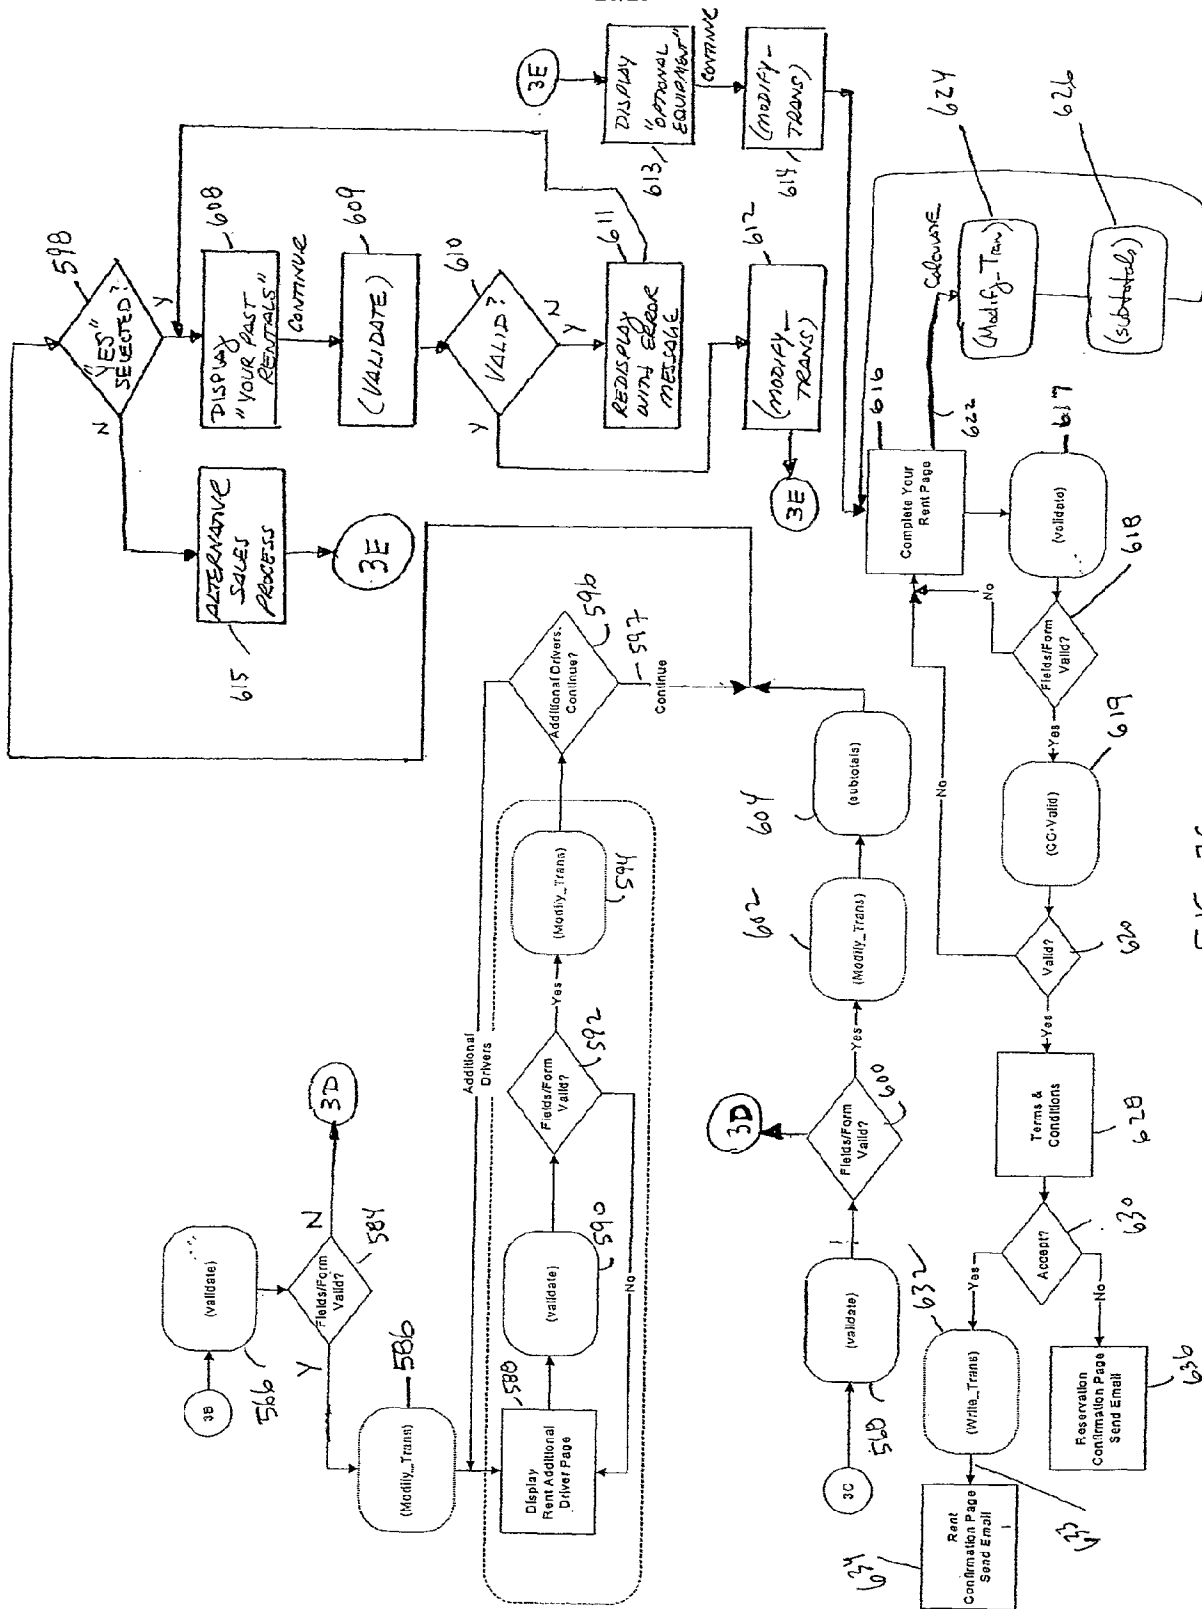 3B
(validate)
566
Fields/Form
Valid?
584
Y
N
3D
(Modify_Trans)
586
Display
Rent Additional
Driver Page
588
(validate)
590
Fields/Form
Valid?
592
No
Yes
(Modify_Trans)
594
Additional
Drivers
Additional Drivers.
Continue?
596
597
Continue
"YES"
SELECTED?
598
N
Y
ALTERNATIVE
SALES
PROCESS
615
3E
DISPLAY
"YOUR PAST
RENTALS"
608
CONTINUE
(VALIDATE)
609
VALID?
610
Y
N
Y
REDISPLAY
WITH ERROR
MESSAGE
611
(MODIFY-
TRANS)
612
3E
3E
DISPLAY
"OPTIONAL
EQUIPMENT"
613
CONTINUE
(MODIFY-
TRANS)
614
3C
(validate)
568
Fields/Form
Valid?
600
3D
Yes
(Modify_Trans)
602
(subtotals)
604
Complete Your
Rent Page
616
622
Calculate
(Modify_Tran)
624
(subtotals)
626
(validate)
617
Fields/Form
Valid?
618
No
Yes
(CC-Valid)
619
Valid?
620
No
Yes
Terms &
Conditions
628
Accept?
630
Yes
No
(Write_Trans)
632
633
Rent
Confirmation Page
Send Email
634
Reservation
Confirmation Page
Send Email
636